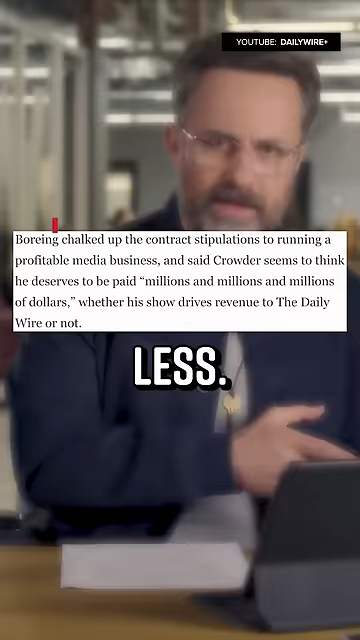 YOUTUBE: DAILYWIRE+
Boreing chalked up the contract stipulations to running a
profitable media business, and said Crowder seems to think
he deserves to be paid “millions and millions and millions
of dollars,” whether his show drives revenue to The Daily
Wire or not.
LESS.